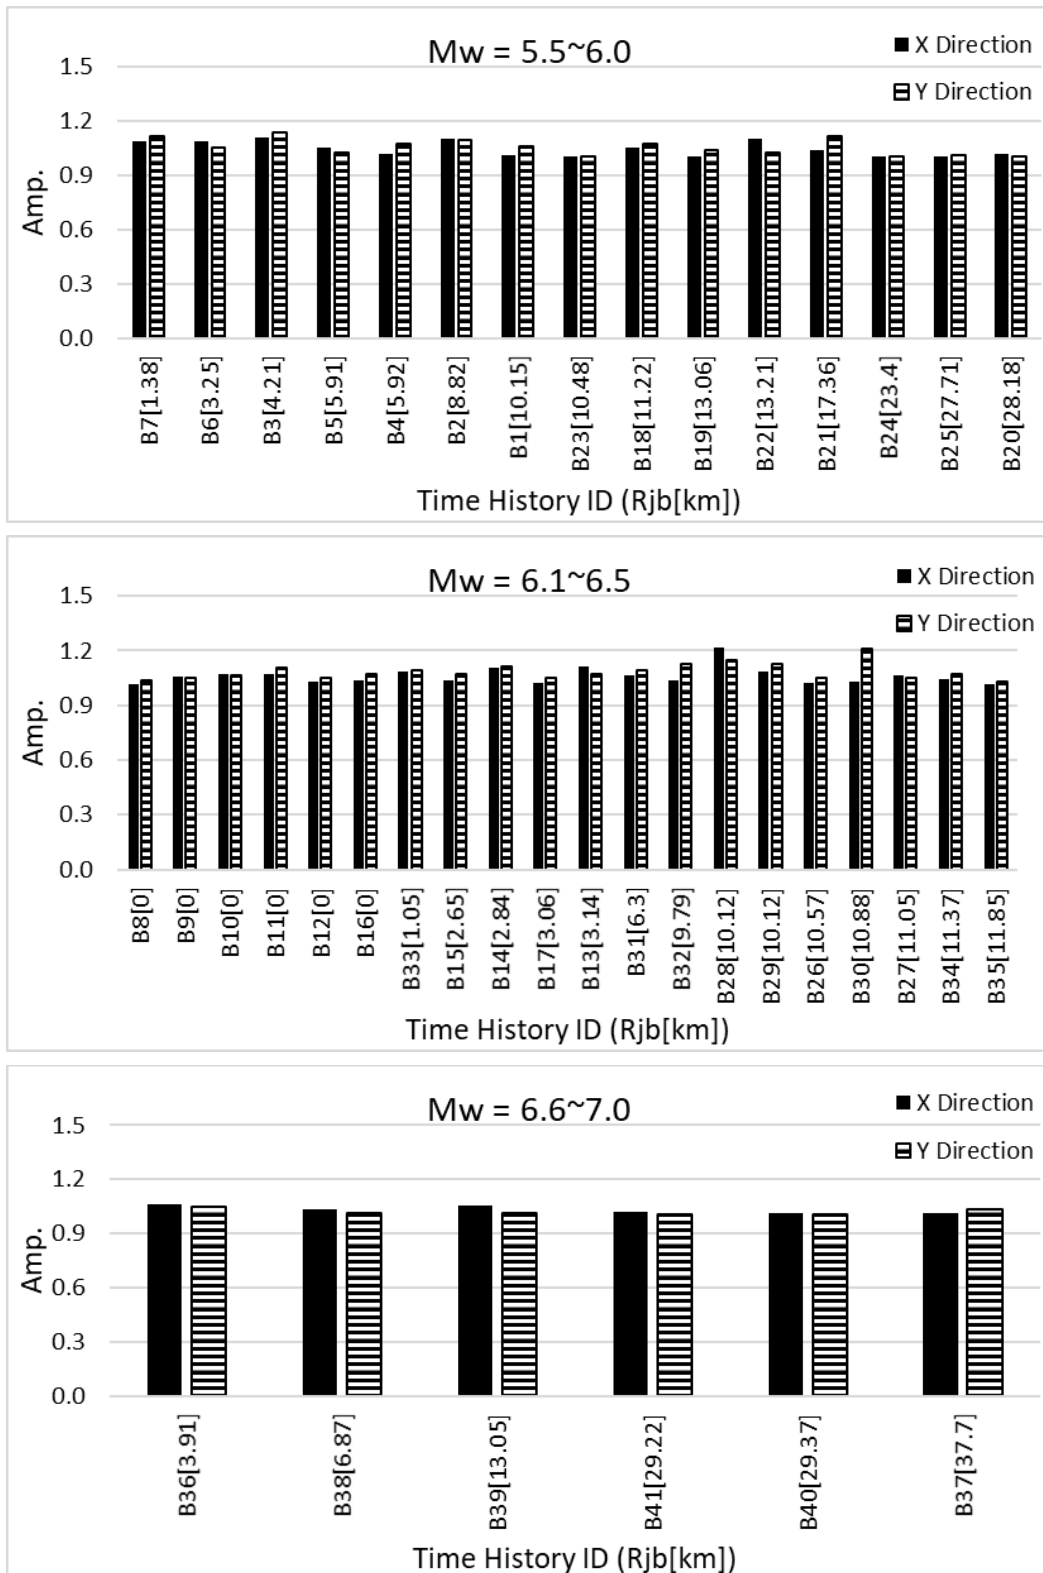 Mw = 5.5~6.0
X Direction
Y Direction
1.5
1.2
0.9
0.6
0.3
0.0
Amp.
B7[1.38]
B6[3.25]
B3[4.21]
B5[5.91]
B4[5.92]
B2[8.82]
B1[10.15]
B23[10.48]
B18[11.22]
B19[13.06]
B22[13.21]
B21[17.36]
B24[23.4]
B25[27.71]
B20[28.18]
Time History ID (Rjb[km])
Mw = 6.1~6.5
X Direction
Y Direction
1.5
1.2
0.9
0.6
0.3
0.0
Amp.
B8[0]
B9[0]
B10[0]
B11[0]
B12[0]
B16[0]
B33[1.05]
B15[2.65]
B14[2.84]
B17[3.06]
B13[3.14]
B31[6.3]
B32[9.79]
B28[10.12]
B29[10.12]
B26[10.57]
B30[10.88]
B27[11.05]
B34[11.37]
B35[11.85]
Time History ID (Rjb[km])
Mw = 6.6~7.0
X Direction
Y Direction
1.5
1.2
0.9
0.6
0.3
0.0
Amp.
B36[3.91]
B38[6.87]
B39[13.05]
B41[29.22]
B40[29.37]
B37[37.7]
Time History ID (Rjb[km])